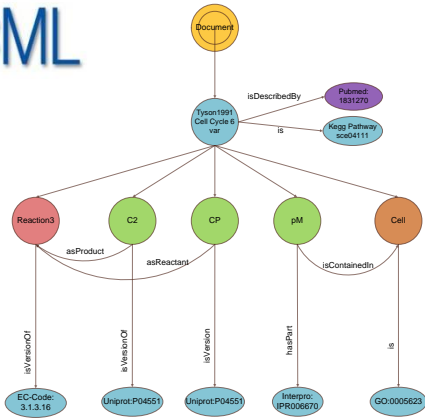 ML
Document
Tyson1991
Cell Cycle 6
var
isDescribedBy
Pubmed:
1831270
is
Kegg Pathway
sce04111
Reaction3
C2
CP
pM
Cell
asProduct
asReactant
isContainedIn
isVersionOf
isVersionOf
isVersion
hasPart
is
EC-Code:
3.1.3.16
Uniprot:P04551
Uniprot:P04551
Interpro:
IPR006670
GO:0005623